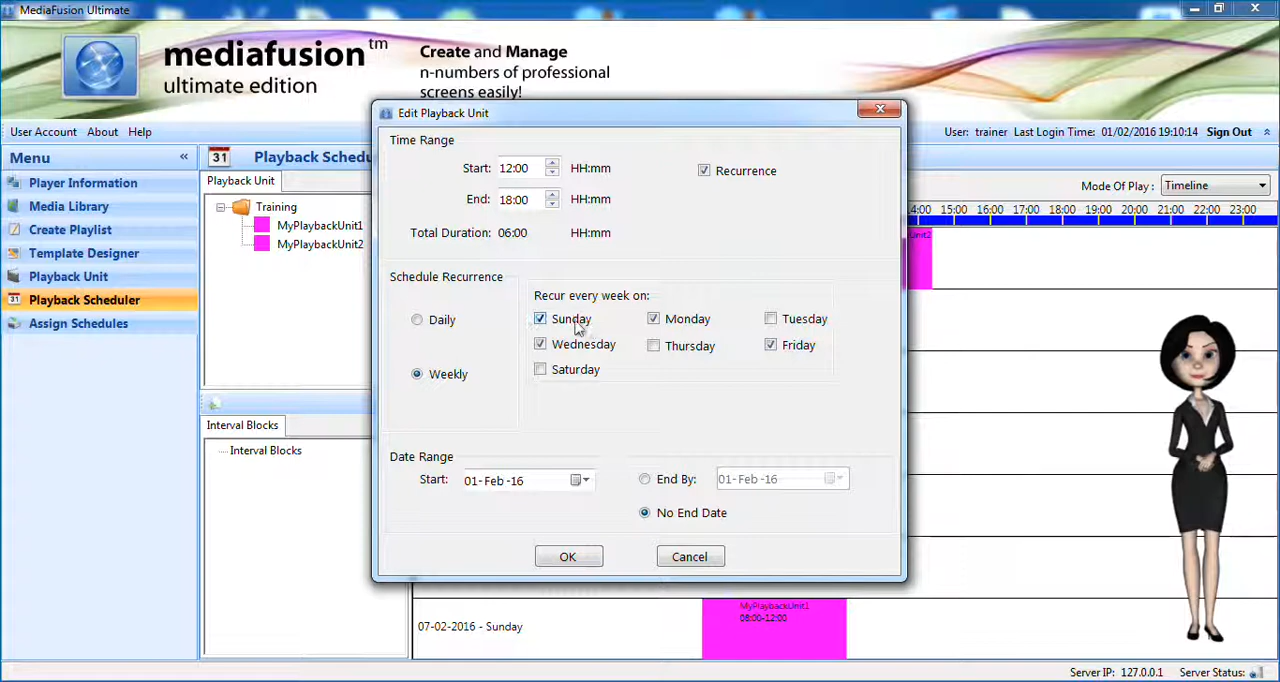 MediaFusion Ultimate
mediafusion™
ultimate edition
Create and Manage
n-numbers of professional
screens easily!
User Account About Help
User: trainer Last Login Time: 01/02/2016 19:10:14 Sign Out
Menu «
Player Information
Media Library
Create Playlist
Template Designer
Playback Unit
31 Playback Scheduler
Assign Schedules
31 Playback Schedu
Playback Unit
Training
MyPlaybackUnit1
MyPlaybackUnit2
Interval Blocks
Interval Blocks
Mode Of Play : Timeline
4:00 15:00 16:00 17:00 18:00 19:00 20:00 21:00 22:00 23:00
Unit2
Edit Playback Unit
Time Range
Start: 12:00 HH:mm
Recurrence
End: 18:00 HH:mm
Total Duration: 06:00 HH:mm
Schedule Recurrence
Daily
Weekly
Recur every week on:
Sunday Monday Tuesday
Wednesday Thursday Friday
Saturday
Date Range
Start: 01-Feb-16
End By: 01-Feb-16
No End Date
OK Cancel
07-02-2016 - Sunday
MyPlaybackUnit1
08:00-12:00
Server IP: 127.0.0.1 Server Status: